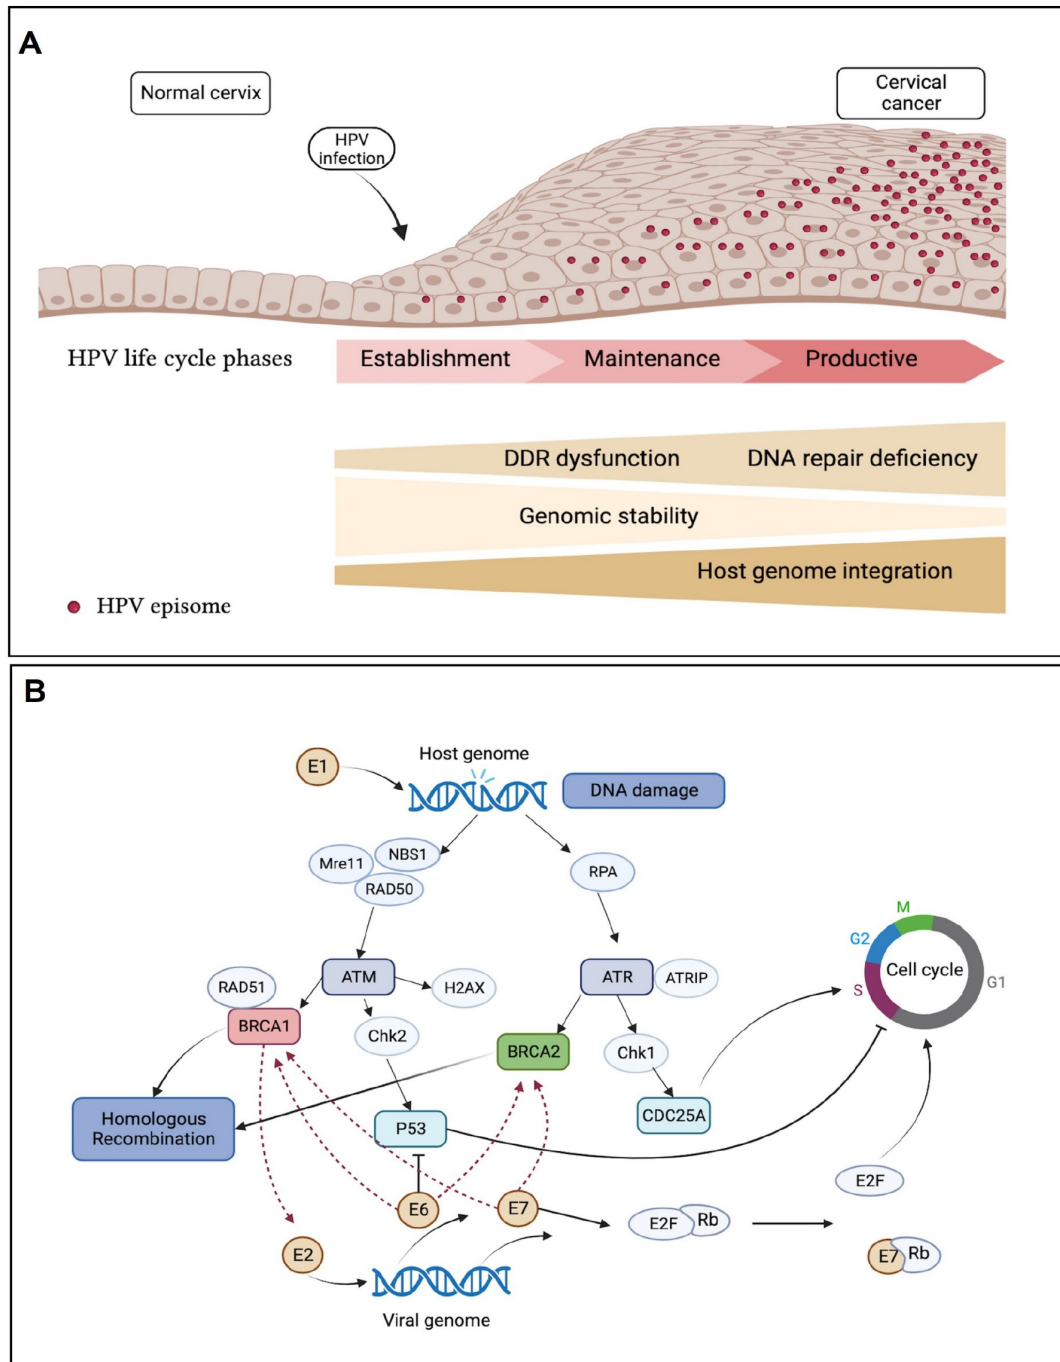 A
Normal cervix
Cervical
cancer
HPV
infection
HPV life cycle phases
Establishment
Maintenance
Productive
DDR dysfunction
DNA repair deficiency
Genomic stability
Host genome integration
HPV episome
B
Host genome
E1
DNA damage
NBS1
Mre11
RAD50
RPA
M
G2
Cell cycle
S
G1
ATM
H2AX
ATR
ATRIP
RAD51
BRCA1
Chk2
BRCA2
Chk1
Homologous
Recombination
P53
CDC25A
E2F
E6
E7
E2F
Rb
E2
E7
Rb
Viral genome